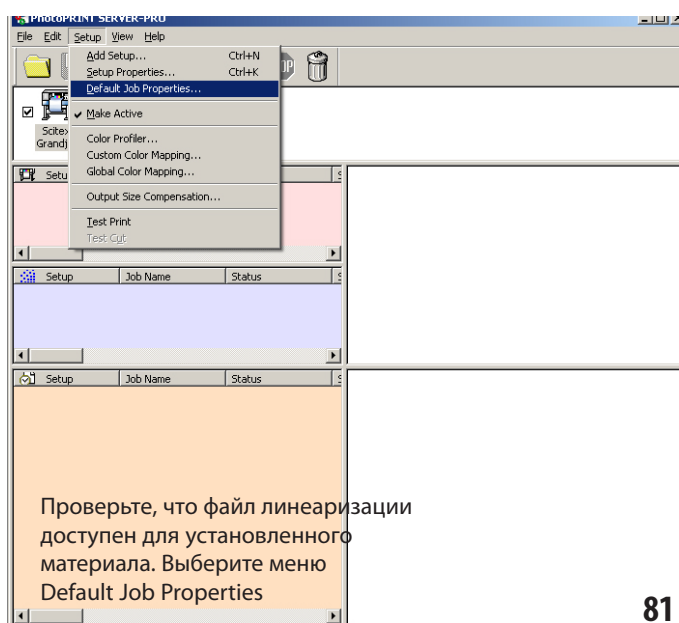 PhotoPRINT SERVER-PRO
File Edit Setup View Help
Add Setup... Ctrl+N
Setup Properties... Ctrl+K
Default Job Properties...
Make Active
Color Profiler...
Custom Color Mapping...
Global Color Mapping...
Output Size Compensation...
Test Print
Test Cut
Setup Job Name Status
Setup Job Name Status
Проверьте, что файл линеаризации
доступен для установленного
материала. Выберите меню
Default Job Properties
81